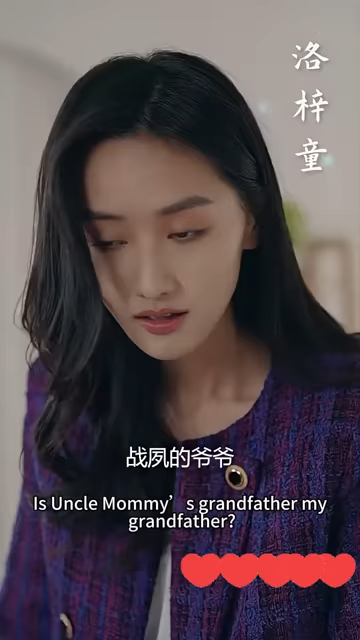 洛
梓
童
战夙的爷爷
Is Uncle Mommy's grandfather my
grandfather?